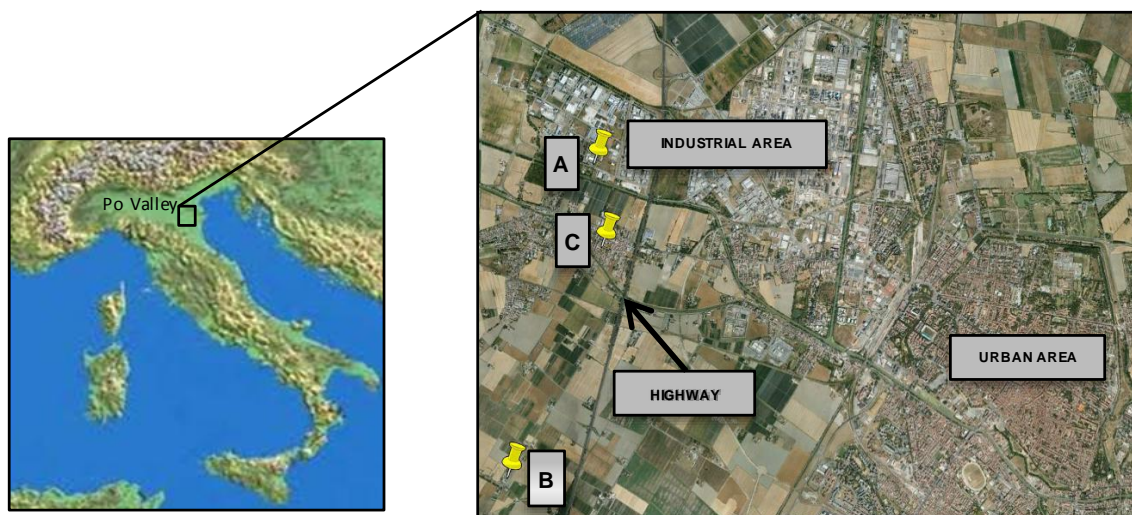 Po Valley
A
INDUSTRIAL AREA
C
URBAN AREA
HIGHWAY
B